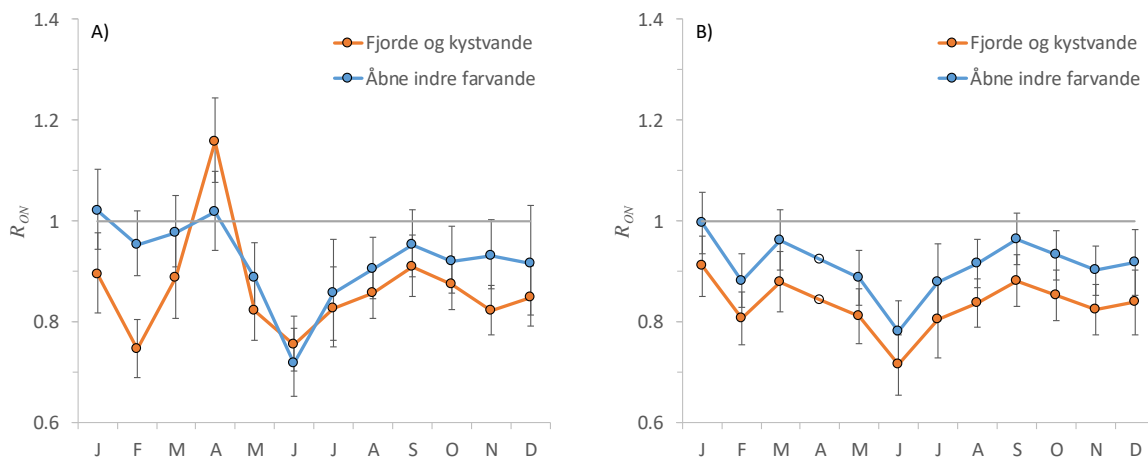 A)
Fjorde og kystvande
Åbne indre farvande
R_ON
1.4
1.2
1
0.8
0.6
J F M A M J J A S O N D
B)
Fjorde og kystvande
Åbne indre farvande
R_ON
1.4
1.2
1
0.8
0.6
J F M A M J J A S O N D